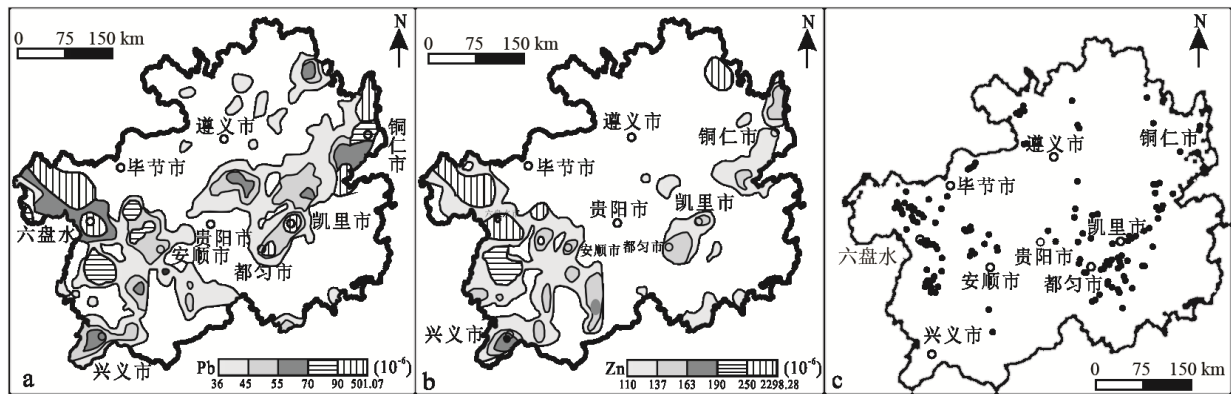 0 75 150 km
N
遵义市
铜仁市
毕节市
六盘水
贵阳市
凯里市
安顺市
都匀市
兴义市
Pb
(10⁻⁶)
36 45 55 70 90 501.07
a
0 75 150 km
N
遵义市
铜仁市
毕节市
贵阳市
凯里市
安顺市
都匀市
兴义市
Zn
(10⁻⁶)
110 137 163 190 250 2298.28
b
N
遵义市
铜仁市
毕节市
凯里市
六盘水
贵阳市
安顺市
都匀市
兴义市
0 75 150 km
c